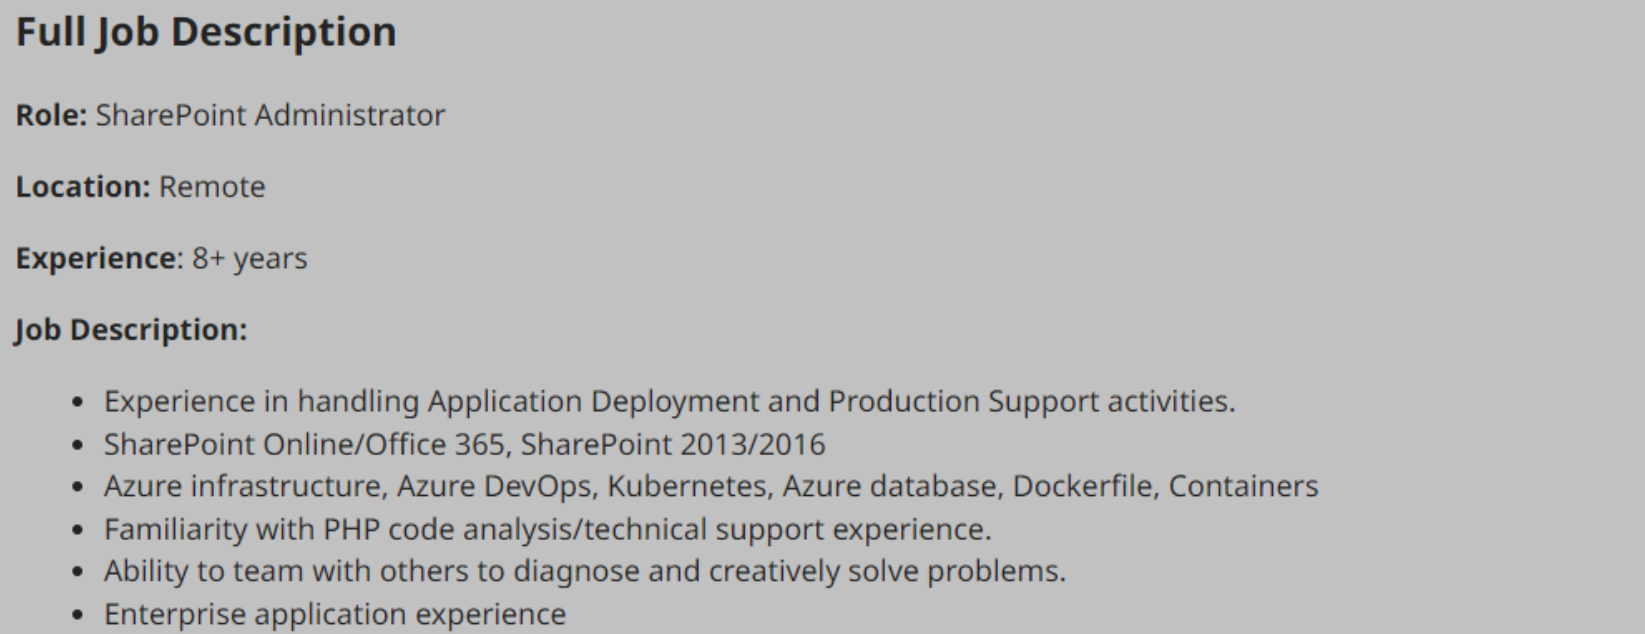 Full Job Description
Role: SharePoint Administrator
Location: Remote
Experience: 8+ years
Job Description:
• Experience in handling Application Deployment and Production Support activities.
• SharePoint Online/Office 365, SharePoint 2013/2016
• Azure infrastructure, Azure DevOps, Kubernetes, Azure database, Dockerfile, Containers
• Familiarity with PHP code analysis/technical support experience.
• Ability to team with others to diagnose and creatively solve problems.
• Enterprise application experience